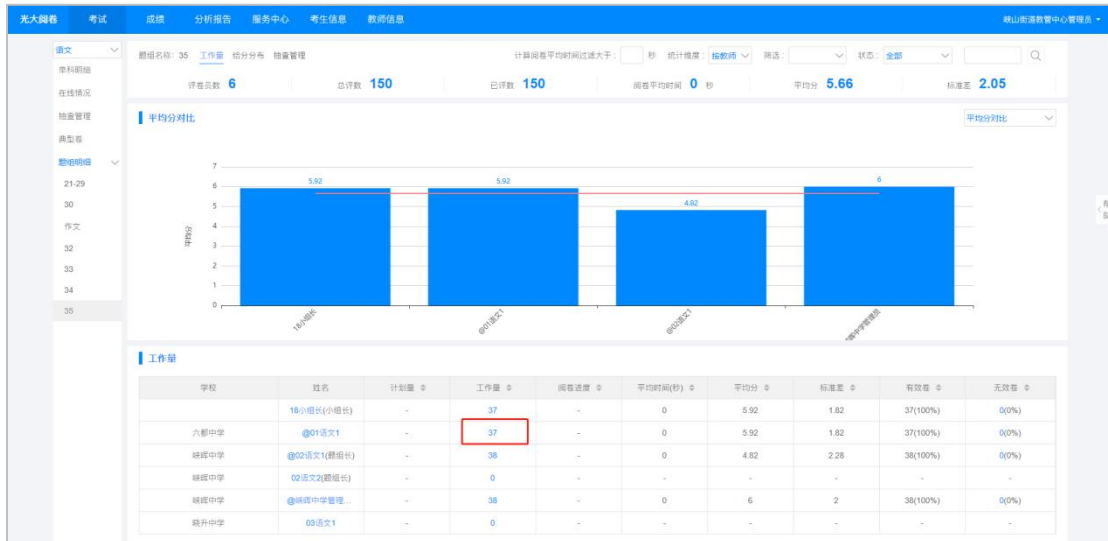 光大阅卷 考试 成绩 分析报告 服务中心 考生信息 教师信息 峡山街道教管中心管理员
语文
单科明细
在线情况
抽查管理
典型卷
题组明细
21-29
30
作文
32
33
34
35
题组名称: 35 工作量 给分分布 抽查管理 计算阅卷平均时间过滤大于: 秒 统计维度: 按教师 筛选: 状态: 全部
评卷员数 6 总评数 150 已评数 150 阅卷平均时间 0 秒 平均分 5.66 标准差 2.05
平均分对比 平均分对比
7
6
5
4
3
2
1
0
平均分
5.92 5.92 4.82 6
18小组长 @01语文1 @02语文1
工作量
学校 姓名 计划量 工作量 阅卷进度 平均时间(秒) 平均分 标准差 有效卷 无效卷
18小组长(小组长) - 37 - 0 5.92 1.82 37(100%) 0(0%)
六都中学 @01语文1 - 37 - 0 5.92 1.82 37(100%) 0(0%)
峡晖中学 @02语文1(题组长) - 38 - 0 4.82 2.28 38(100%) 0(0%)
峡晖中学 02语文2(题组长) - 0 - - - - - -
峡晖中学 @峡晖中学管理... - 38 - 0 6 2 38(100%) 0(0%)
晓升中学 03语文1 - 0 - - - - - -